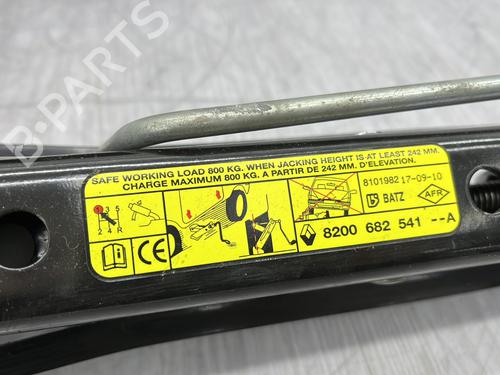 SAFE WORKING LOAD 800 KG. WHEN JACKING HEIGHT IS AT LEAST 242 MM.
CHARGE MAXIMUM 800 KG. A PARTIR DE 242 MM. D'ELEVATION.
8101982 17-09-10
BATZ
AFR
CE
8200 682 541 --A
B-PARTS